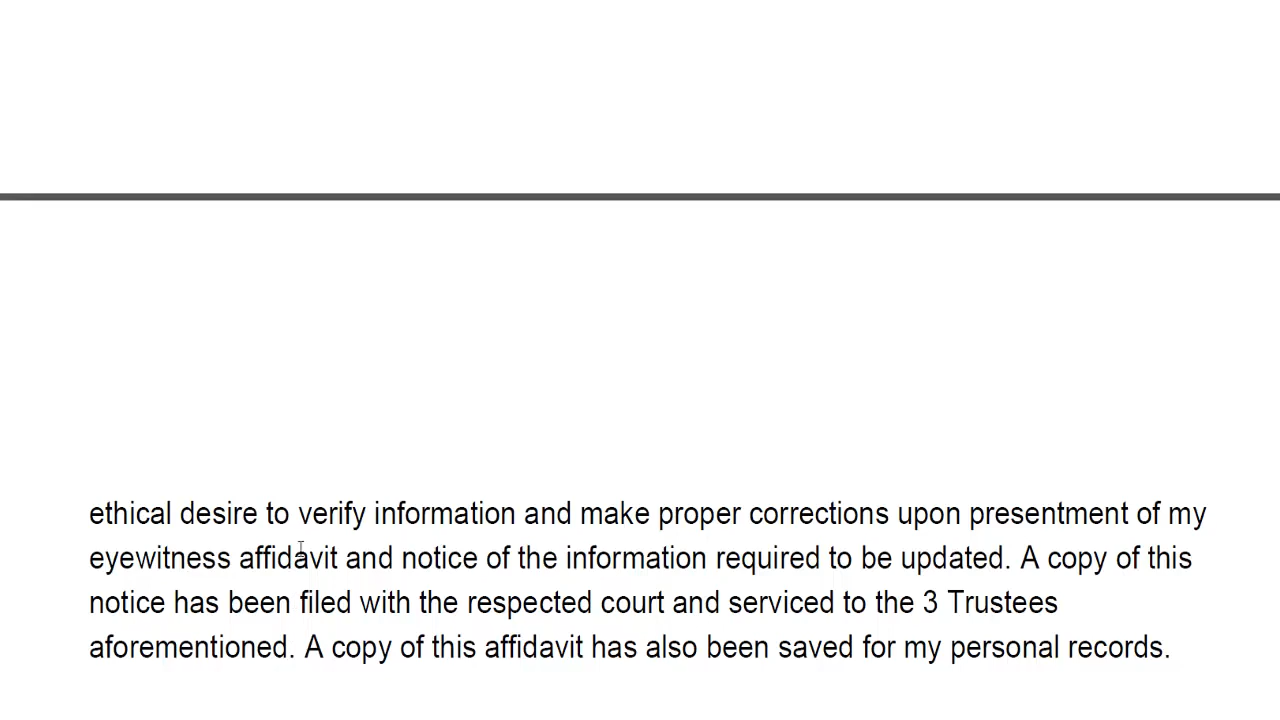 ethical desire to verify information and make proper corrections upon presentment of my
eyewitness affidavit and notice of the information required to be updated. A copy of this
notice has been filed with the respected court and serviced to the 3 Trustees
aforementioned. A copy of this affidavit has also been saved for my personal records.